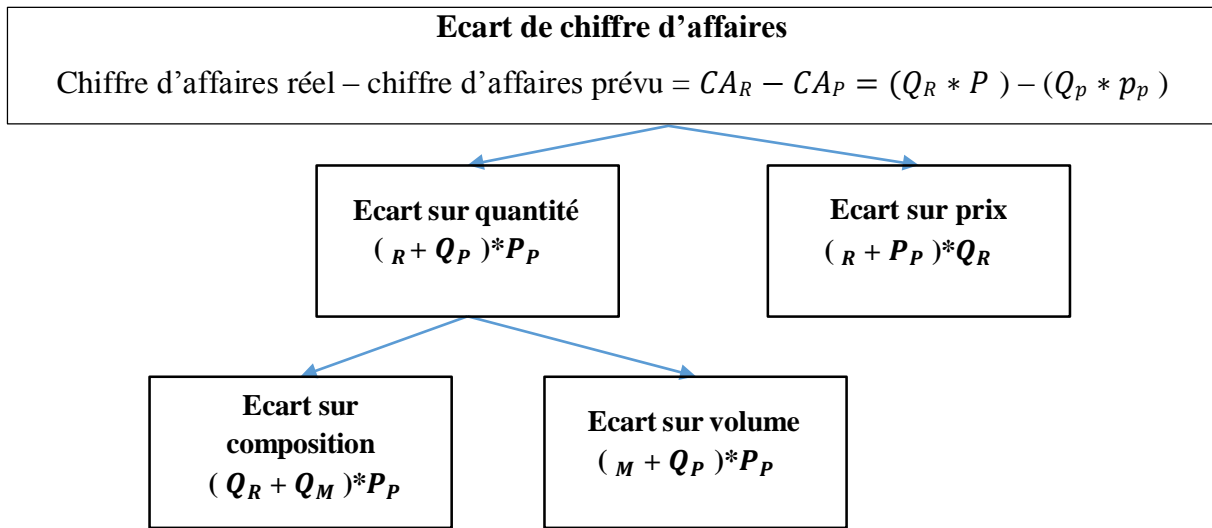 Ecart de chiffre d’affaires
Chiffre d’affaires réel – chiffre d’affaires prévu = CA_R − CA_P = (Q_R * P ) – (Q_p * p_p )
Ecart sur quantité
( _R + Q_P )*P_P
Ecart sur prix
( _R + P_P )*Q_R
Ecart sur
composition
( Q_R + Q_M )*P_P
Ecart sur volume
( _M + Q_P )*P_P